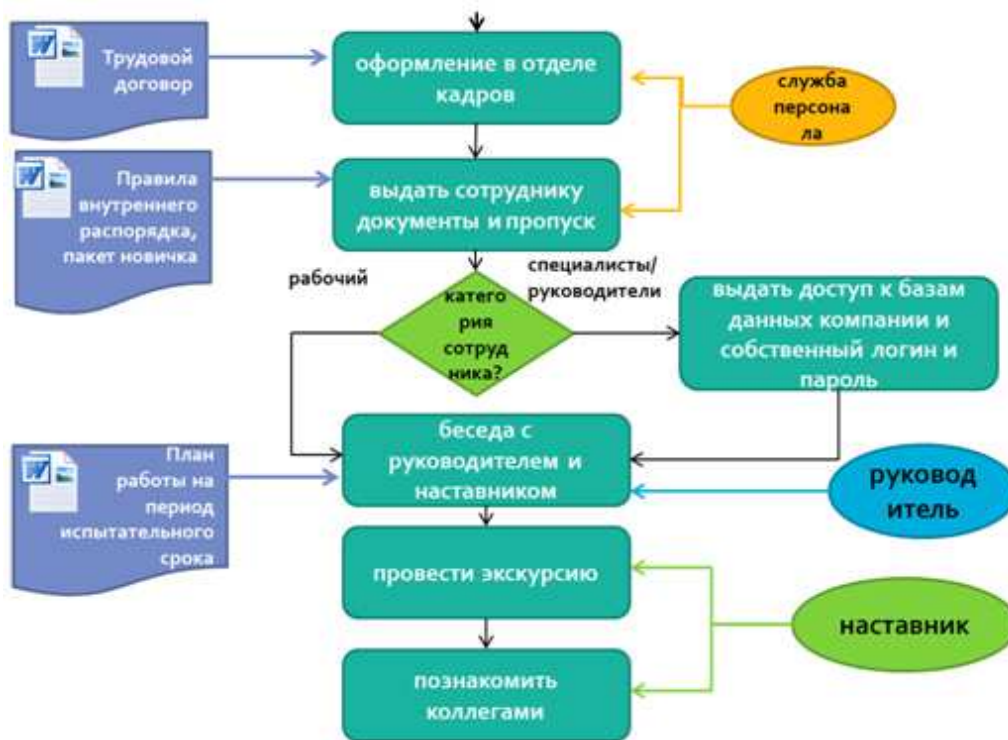 Трудовой
договор
оформление в отделе
кадров
служба
персона
ла
Правила
внутреннего
распорядка,
пакет новичка
выдать сотруднику
документы и пропуск
рабочий
специалисты/
руководители
катего
рия
сотруд
ника?
выдать доступ к базам
данных компании и
собственный логин и
пароль
План
работы на
период
испытательного
срока
беседа с
руководителем и
наставником
руковод
итель
провести экскурсию
наставник
познакомить
коллегами